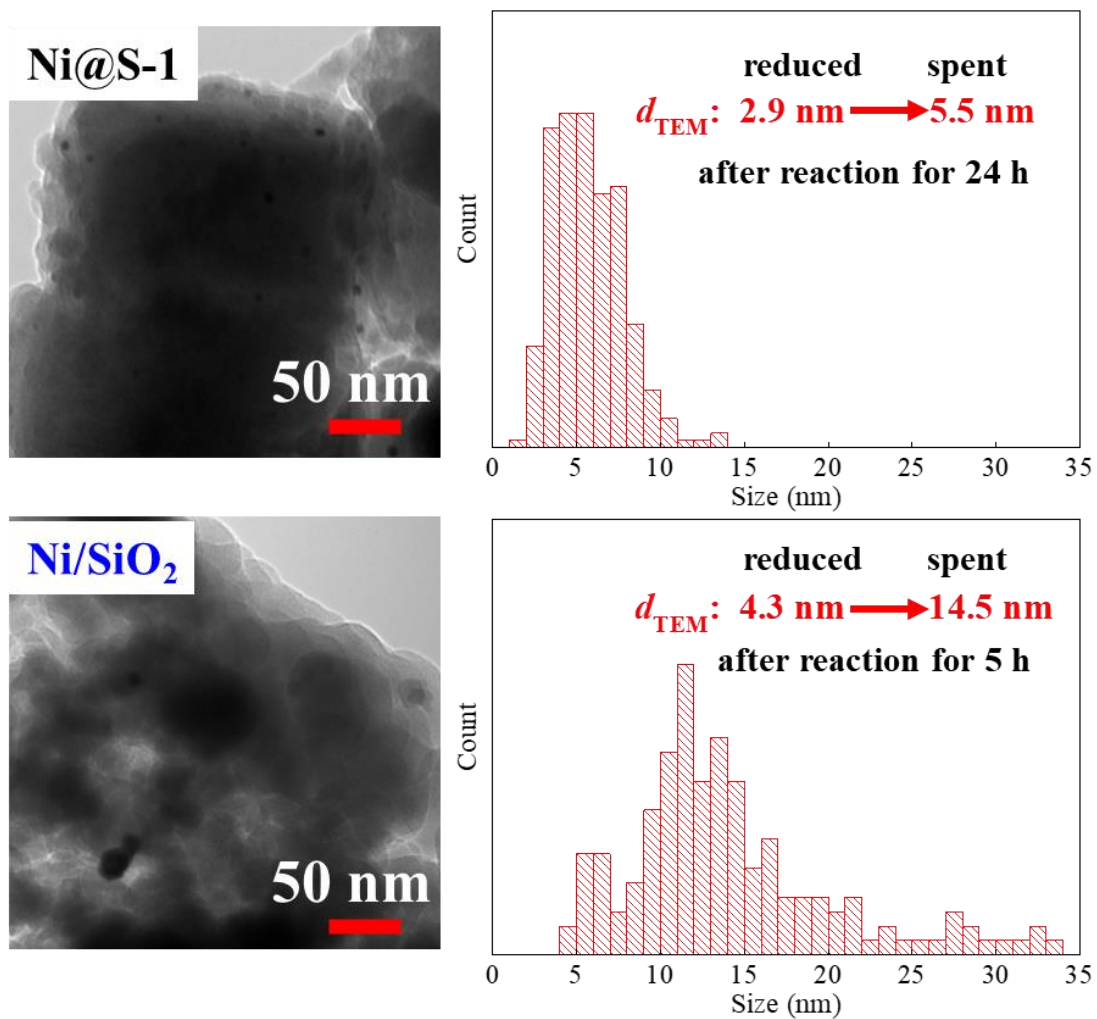 Ni@S-1
50 nm
reduced spent
d_TEM: 2.9 nm 5.5 nm
after reaction for 24 h
Count
0 5 10 15 20 25 30 35
Size (nm)
Ni/SiO₂
50 nm
reduced spent
d_TEM: 4.3 nm 14.5 nm
after reaction for 5 h
Count
0 5 10 15 20 25 30 35
Size (nm)